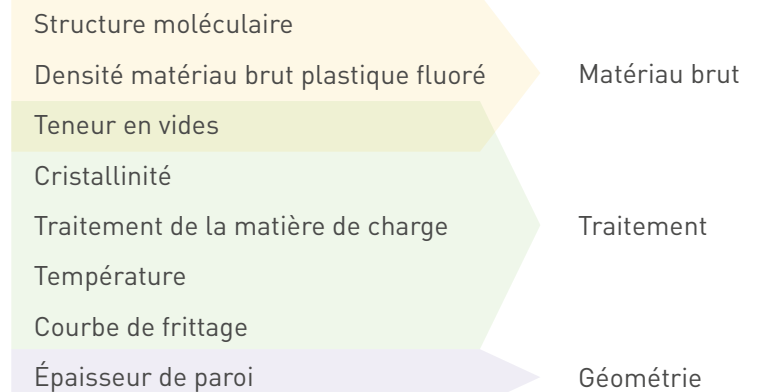 Structure moléculaire
Densité matériau brut plastique fluoré
Matériau brut
Teneur en vides
Cristallinité
Traitement de la matière de charge
Traitement
Température
Courbe de frittage
Épaisseur de paroi
Géométrie